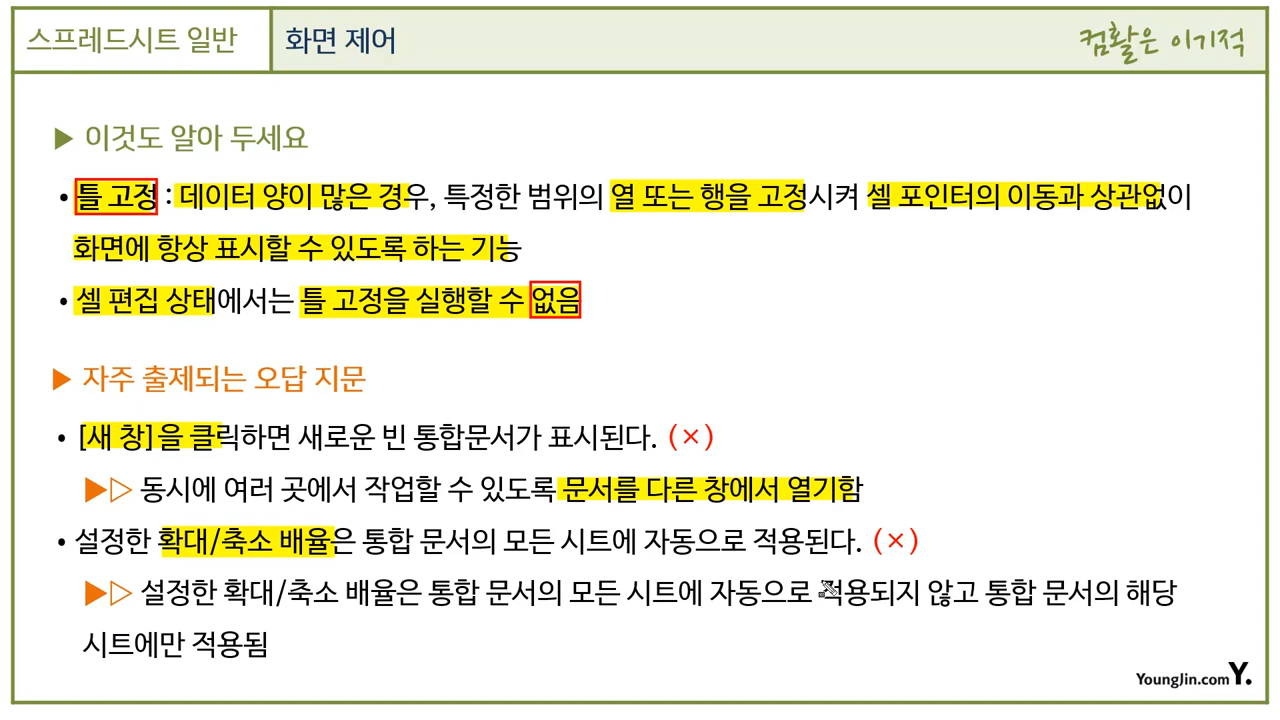 스프레드시트 일반
화면 제어
컴활은 이기적
▶ 이것도 알아 두세요
• 틀 고정 : 데이터 양이 많은 경우, 특정한 범위의 열 또는 행을 고정시켜 셀 포인터의 이동과 상관없이
화면에 항상 표시할 수 있도록 하는 기능
• 셀 편집 상태에서는 틀 고정을 실행할 수 없음
▶ 자주 출제되는 오답 지문
• [새 창]을 클릭하면 새로운 빈 통합문서가 표시된다. (×)
▶▷ 동시에 여러 곳에서 작업할 수 있도록 문서를 다른 창에서 열기함
• 설정한 확대/축소 배율은 통합 문서의 모든 시트에 자동으로 적용된다. (×)
▶▷ 설정한 확대/축소 배율은 통합 문서의 모든 시트에 자동으로 적용되지 않고 통합 문서의 해당
시트에만 적용됨
YoungJin.com Y.